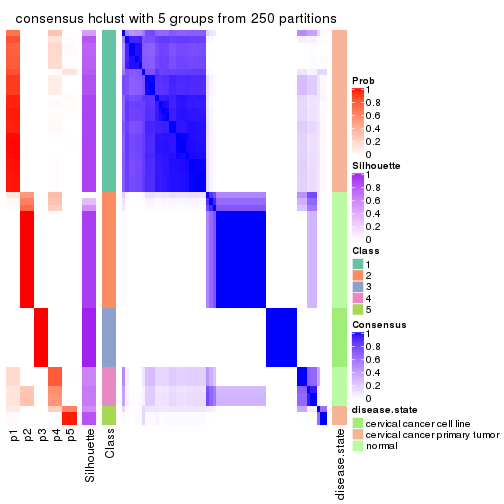 consensus hclust with 5 groups from 250 partitions
Prob
1
0.8
0.6
0.4
0.2
0
Silhouette
1
0.8
0.6
0.4
0.2
0
Class
1
2
3
4
5
Consensus
1
0.8
0.6
0.4
0.2
0
disease.state
cervical cancer cell line
cervical cancer primary tumor
normal
p1
p2
p3
p4
p5
Silhouette
Class
disease.state